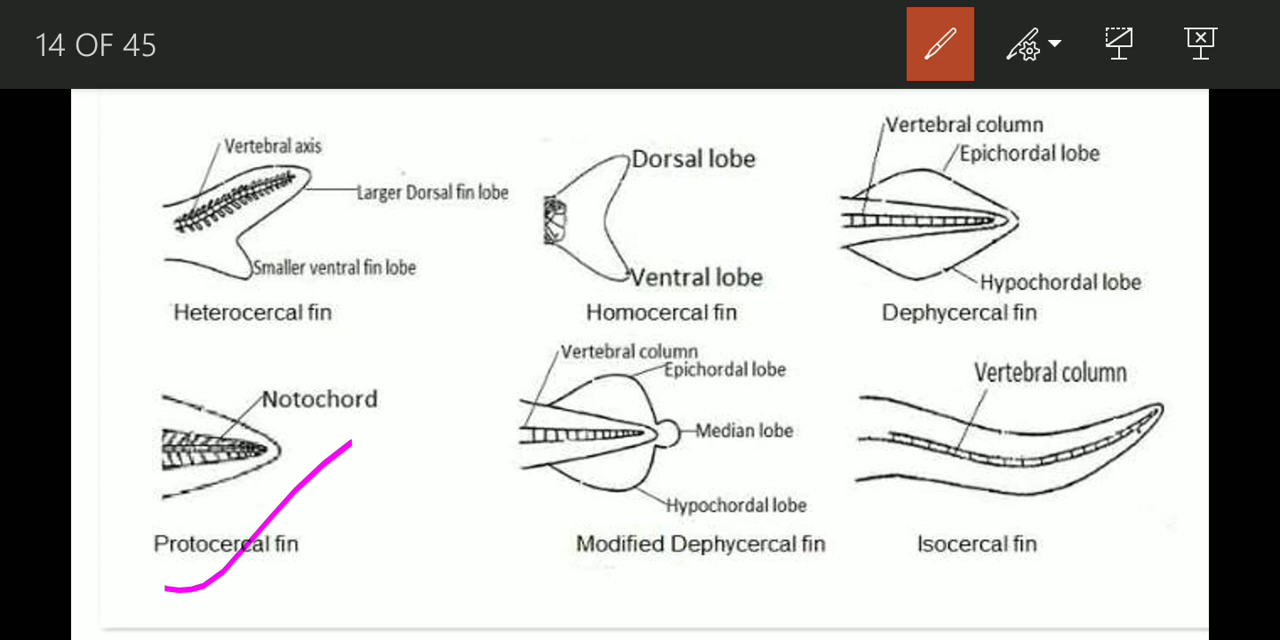 14 OF 45
Vertebral axis
Larger Dorsal fin lobe
Smaller ventral fin lobe
Heterocercal fin
Dorsal lobe
Ventral lobe
Homocercal fin
Vertebral column
Epichordal lobe
Hypochordal lobe
Dephycercal fin
Notochord
Protocercal fin
Vertebral column
Epichordal lobe
Median lobe
Hypochordal lobe
Modified Dephycercal fin
Vertebral column
Isocercal fin